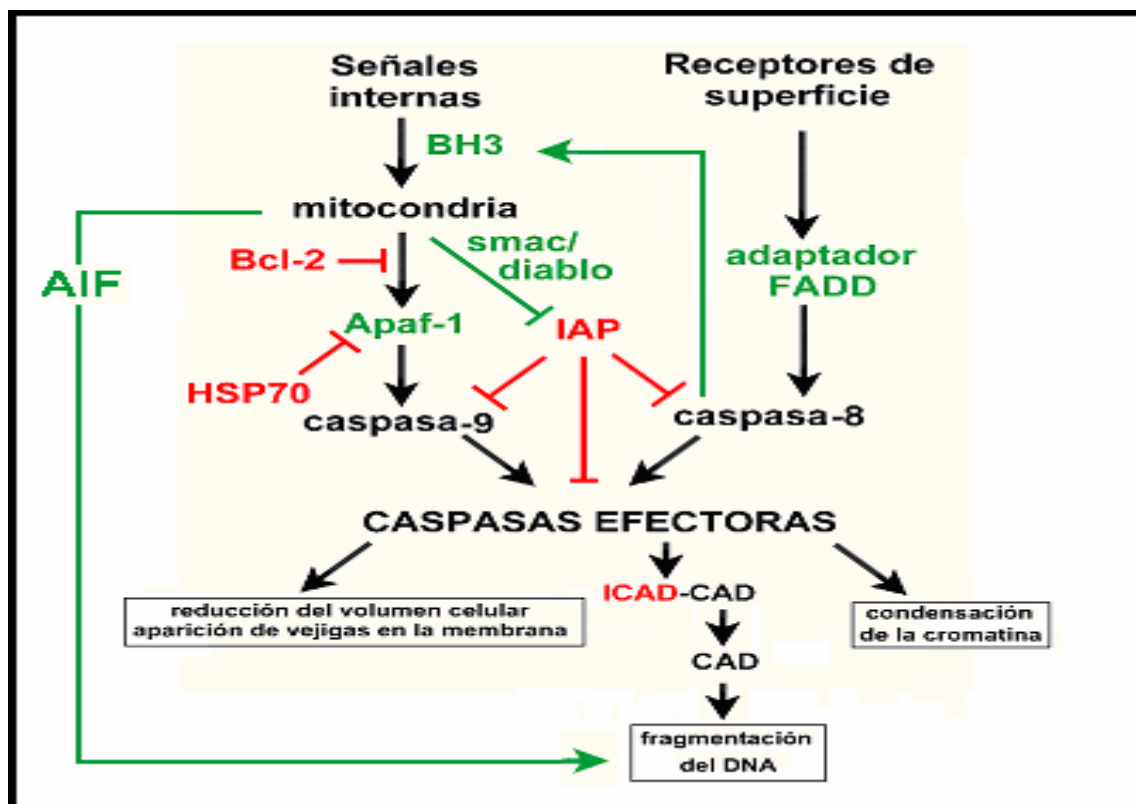 Señales
internas
Receptores de
superficie
BH3
mitocondria
smac/
diablo
Bcl-2
adaptador
FADD
AIF
Apaf-1
IAP
HSP70
caspasa-9
caspasa-8
CASPASAS EFECTORAS
reducción del volumen celular
aparición de vejigas en la membrana
ICAD-CAD
condensación
de la cromatina
CAD
fragmentación
del DNA